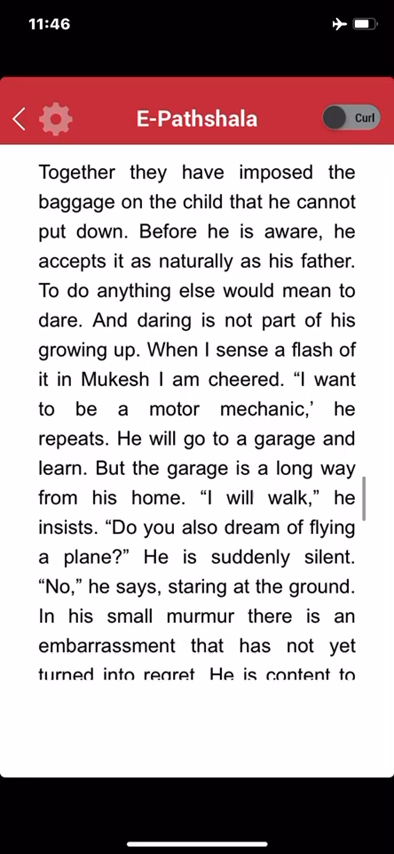 11:46
E-Pathshala
Curl
Together they have imposed the
baggage on the child that he cannot
put down. Before he is aware, he
accepts it as naturally as his father.
To do anything else would mean to
dare. And daring is not part of his
growing up. When I sense a flash of
it in Mukesh I am cheered. “I want
to be a motor mechanic,’ he
repeats. He will go to a garage and
learn. But the garage is a long way
from his home. “I will walk,” he
insists. “Do you also dream of flying
a plane?” He is suddenly silent.
“No,” he says, staring at the ground.
In his small murmur there is an
embarrassment that has not yet
turned into regret. He is content to